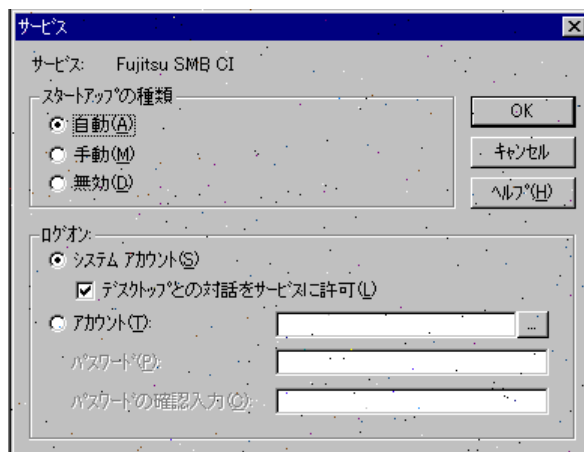 サービス
サービス: Fujitsu SMB CI
スタートアップの種類
自動(A)
手動(M)
無効(D)
OK
キャンセル
ヘルプ(H)
ログオン:
システム アカウント(S)
デスクトップとの対話をサービスに許可(L)
アカウント(T):
...
パスワード(P):
パスワードの確認入力(C):